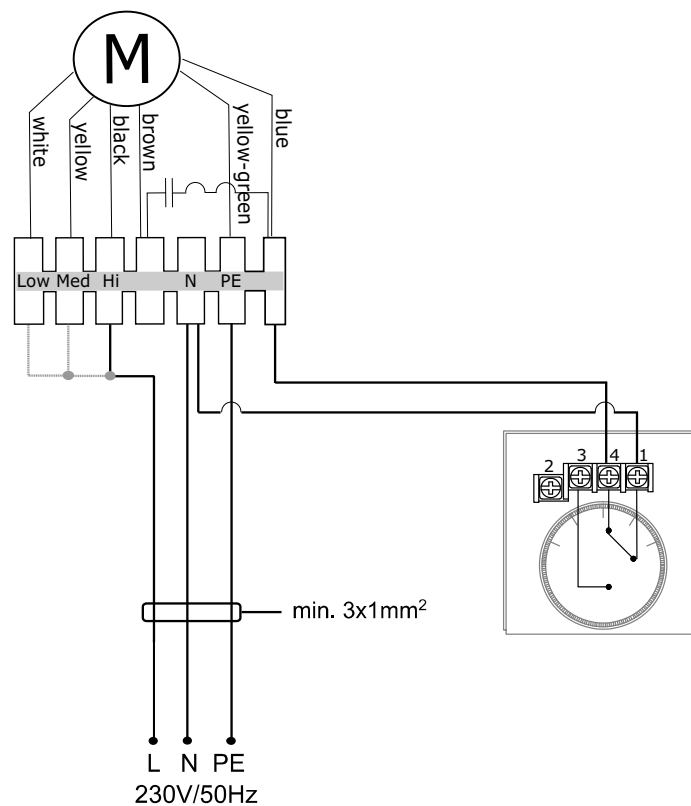 M
white
yellow
black
brown
yellow-green
blue
Low Med Hi N PE
2 3 4 1
min. 3x1mm²
L N PE
230V/50Hz